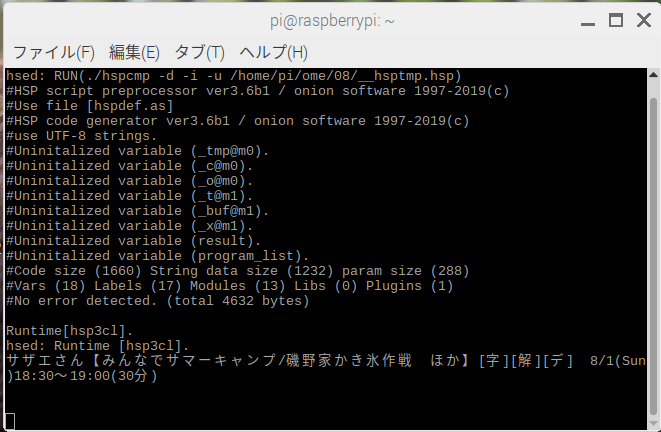 pi@raspberrypi: ~
ファイル(F) 編集(E) タブ(T) ヘルプ(H)
hsed: RUN(./hspcmp -d -i -u /home/pi/ome/08/__hsptmp.hsp)
#HSP script preprocessor ver3.6b1 / onion software 1997-2019(c)
#Use file [hspdef.as]
#HSP code generator ver3.6b1 / onion software 1997-2019(c)
#use UTF-8 strings.
#Uninitalized variable (_tmp@m0).
#Uninitalized variable (_c@m0).
#Uninitalized variable (_o@m0).
#Uninitalized variable (_t@m1).
#Uninitalized variable (_buf@m1).
#Uninitalized variable (_x@m1).
#Uninitalized variable (result).
#Uninitalized variable (program_list).
#Code size (1660) String data size (1232) param size (288)
#Vars (18) Labels (17) Modules (13) Libs (0) Plugins (1)
#No error detected. (total 4632 bytes)
Runtime[hsp3cl].
hsed: Runtime [hsp3cl].
サザエさん【みんなでサマーキャンプ/磯野家かき氷作戦　ほか】[字][解][デ]　8/1(Sun
)18:30～19:00(30分)